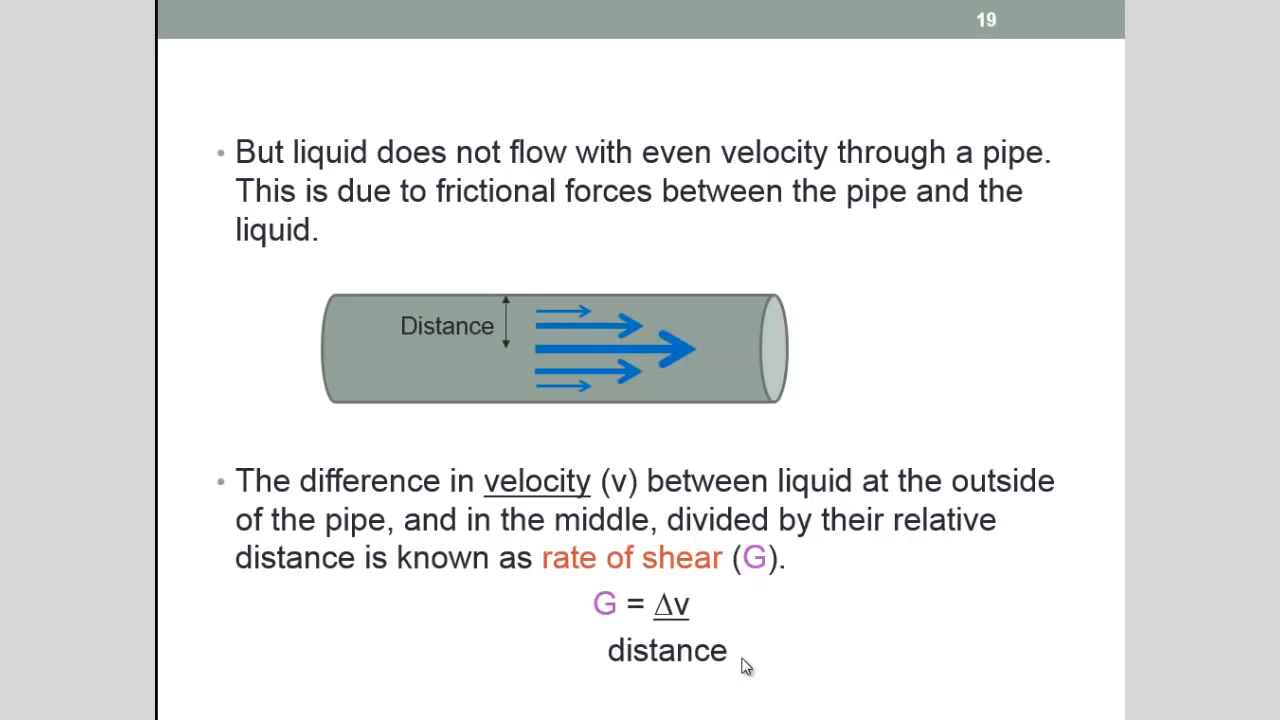 19
• But liquid does not flow with even velocity through a pipe.
This is due to frictional forces between the pipe and the
liquid.
Distance
• The difference in velocity (v) between liquid at the outside
of the pipe, and in the middle, divided by their relative
distance is known as rate of shear (G).
G = Δv
distance